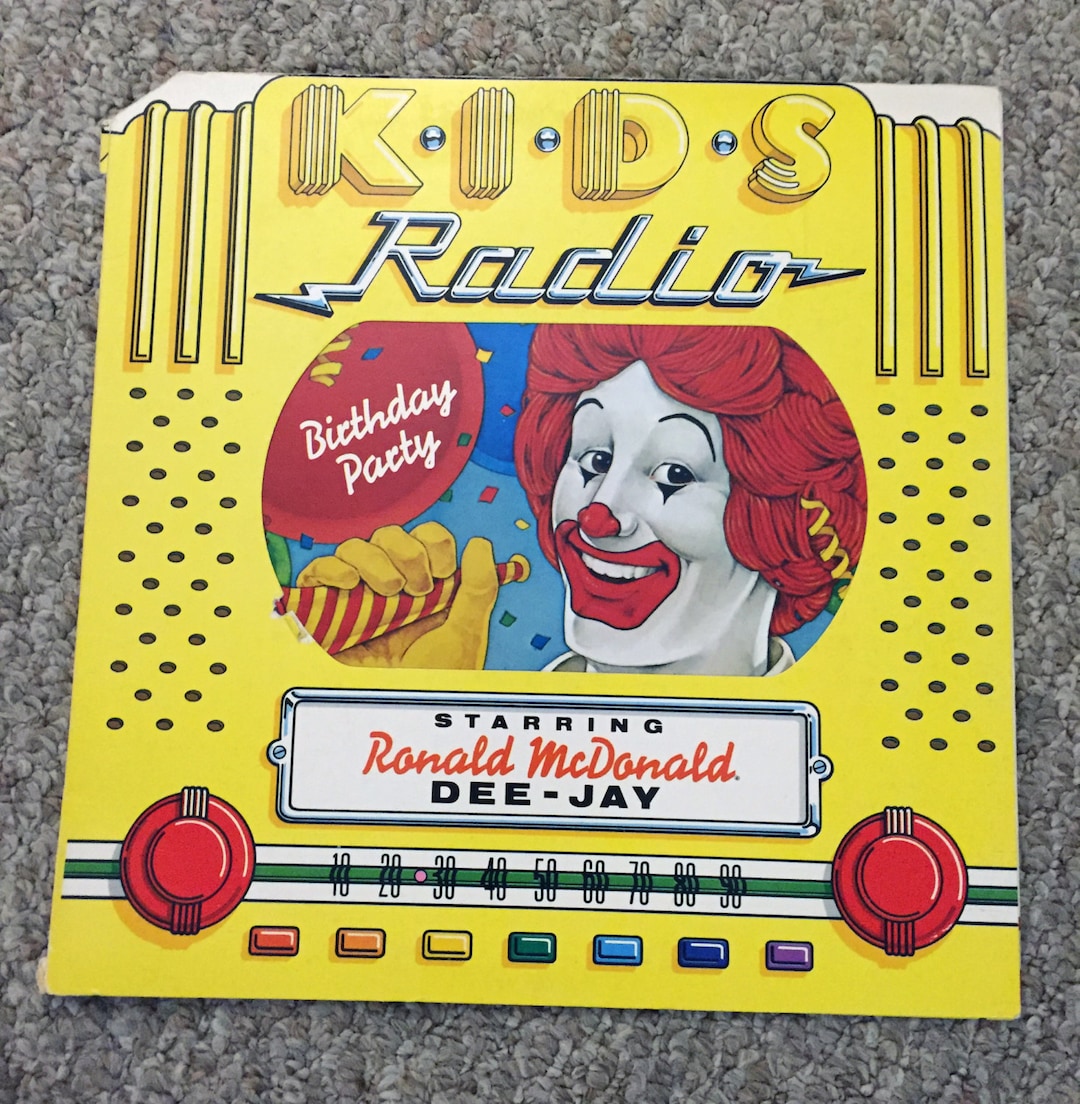 K·I·D·S
Radio
Birthday
Party
STARRING
Ronald McDonald®
DEE-JAY
10 20 30 40 50 60 70 80 90